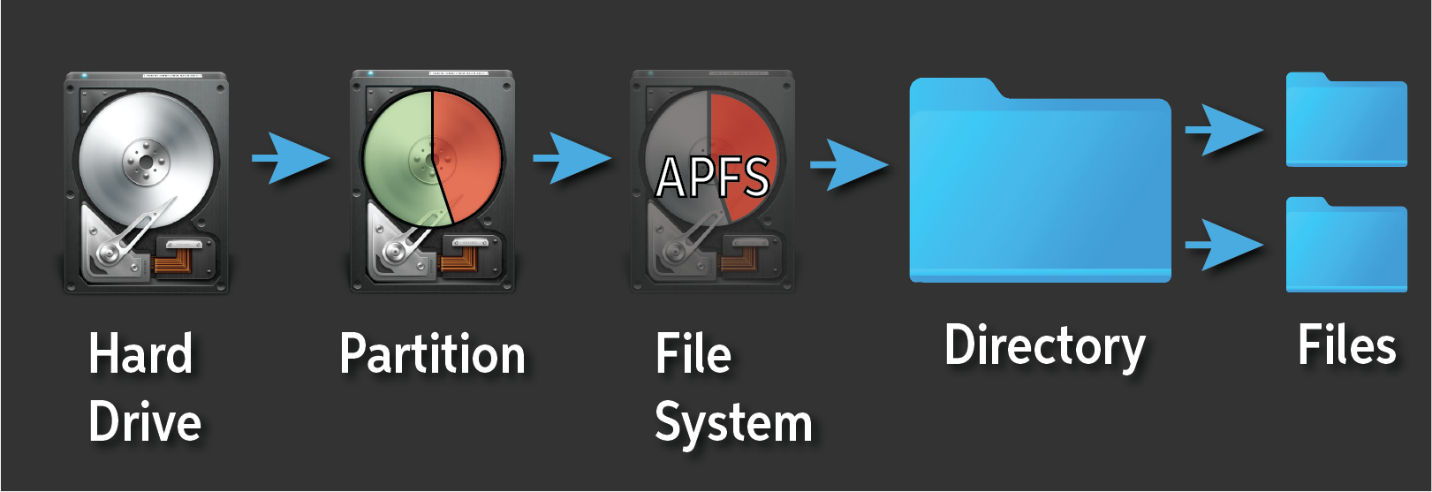 APFS
Hard
Drive
Partition
File
System
Directory
Files